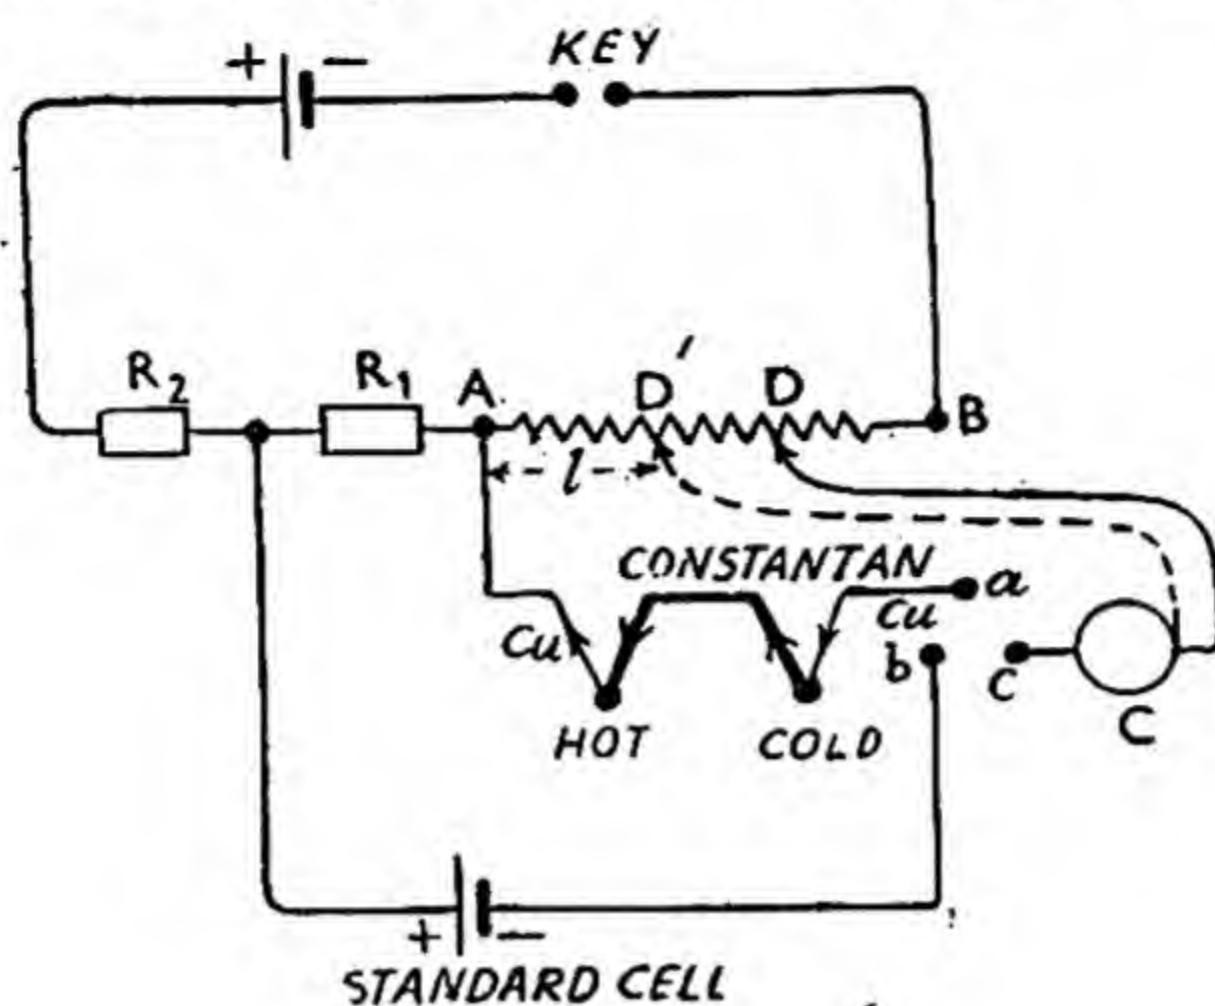 + − KEY
R2 R1 A D′ D B
l
CONSTANTAN
Cu Cu a
b c
HOT COLD C
+ −
STANDARD CELL